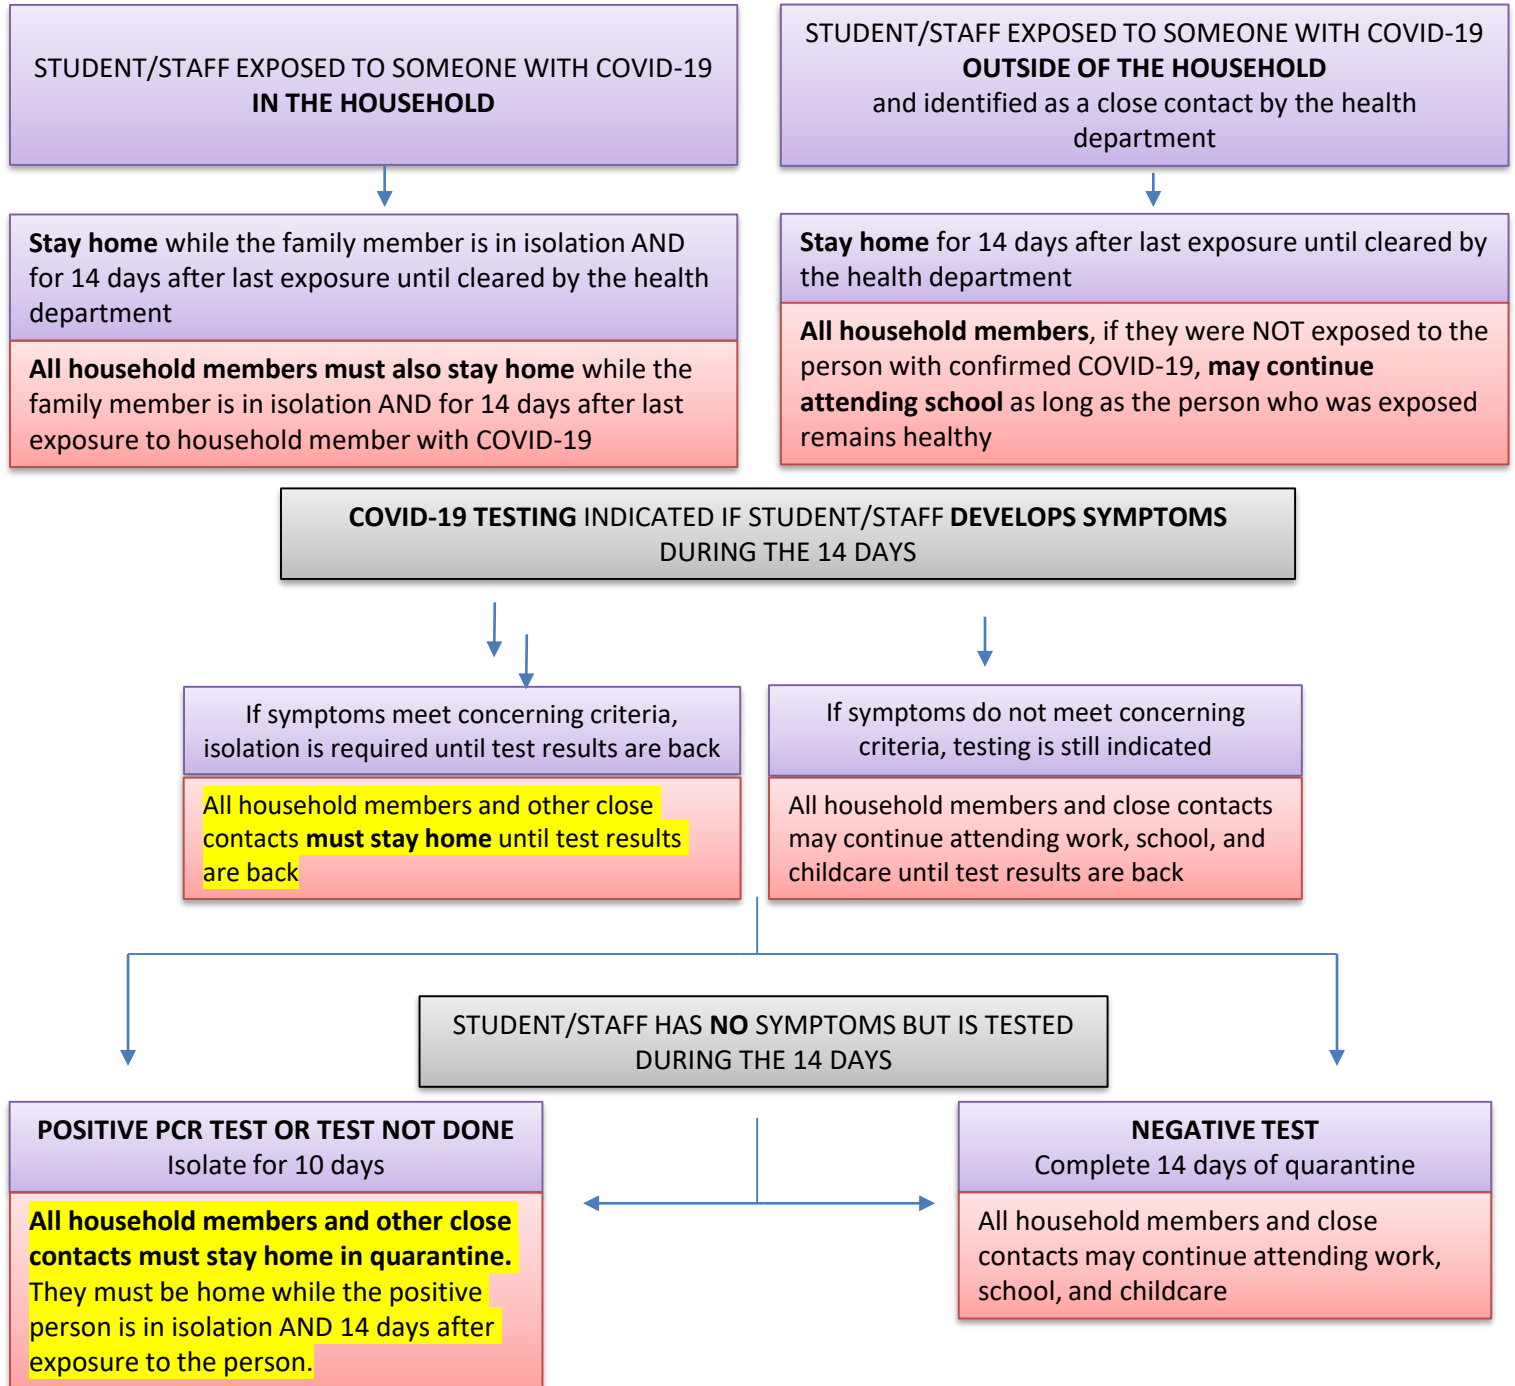 STUDENT/STAFF EXPOSED TO SOMEONE WITH COVID-19
IN THE HOUSEHOLD
STUDENT/STAFF EXPOSED TO SOMEONE WITH COVID-19
OUTSIDE OF THE HOUSEHOLD
and identified as a close contact by the health
department
Stay home while the family member is in isolation AND
for 14 days after last exposure until cleared by the health
department
All household members must also stay home while the
family member is in isolation AND for 14 days after last
exposure to household member with COVID-19
Stay home for 14 days after last exposure until cleared by
the health department
All household members, if they were NOT exposed to the
person with confirmed COVID-19, may continue
attending school as long as the person who was exposed
remains healthy
COVID-19 TESTING INDICATED IF STUDENT/STAFF DEVELOPS SYMPTOMS
DURING THE 14 DAYS
If symptoms meet concerning criteria,
isolation is required until test results are back
All household members and other close
contacts must stay home until test results
are back
If symptoms do not meet concerning
criteria, testing is still indicated
All household members and close contacts
may continue attending work, school, and
childcare until test results are back
STUDENT/STAFF HAS NO SYMPTOMS BUT IS TESTED
DURING THE 14 DAYS
POSITIVE PCR TEST OR TEST NOT DONE
Isolate for 10 days
All household members and other close
contacts must stay home in quarantine.
They must be home while the positive
person is in isolation AND 14 days after
exposure to the person.
NEGATIVE TEST
Complete 14 days of quarantine
All household members and close
contacts may continue attending work,
school, and childcare